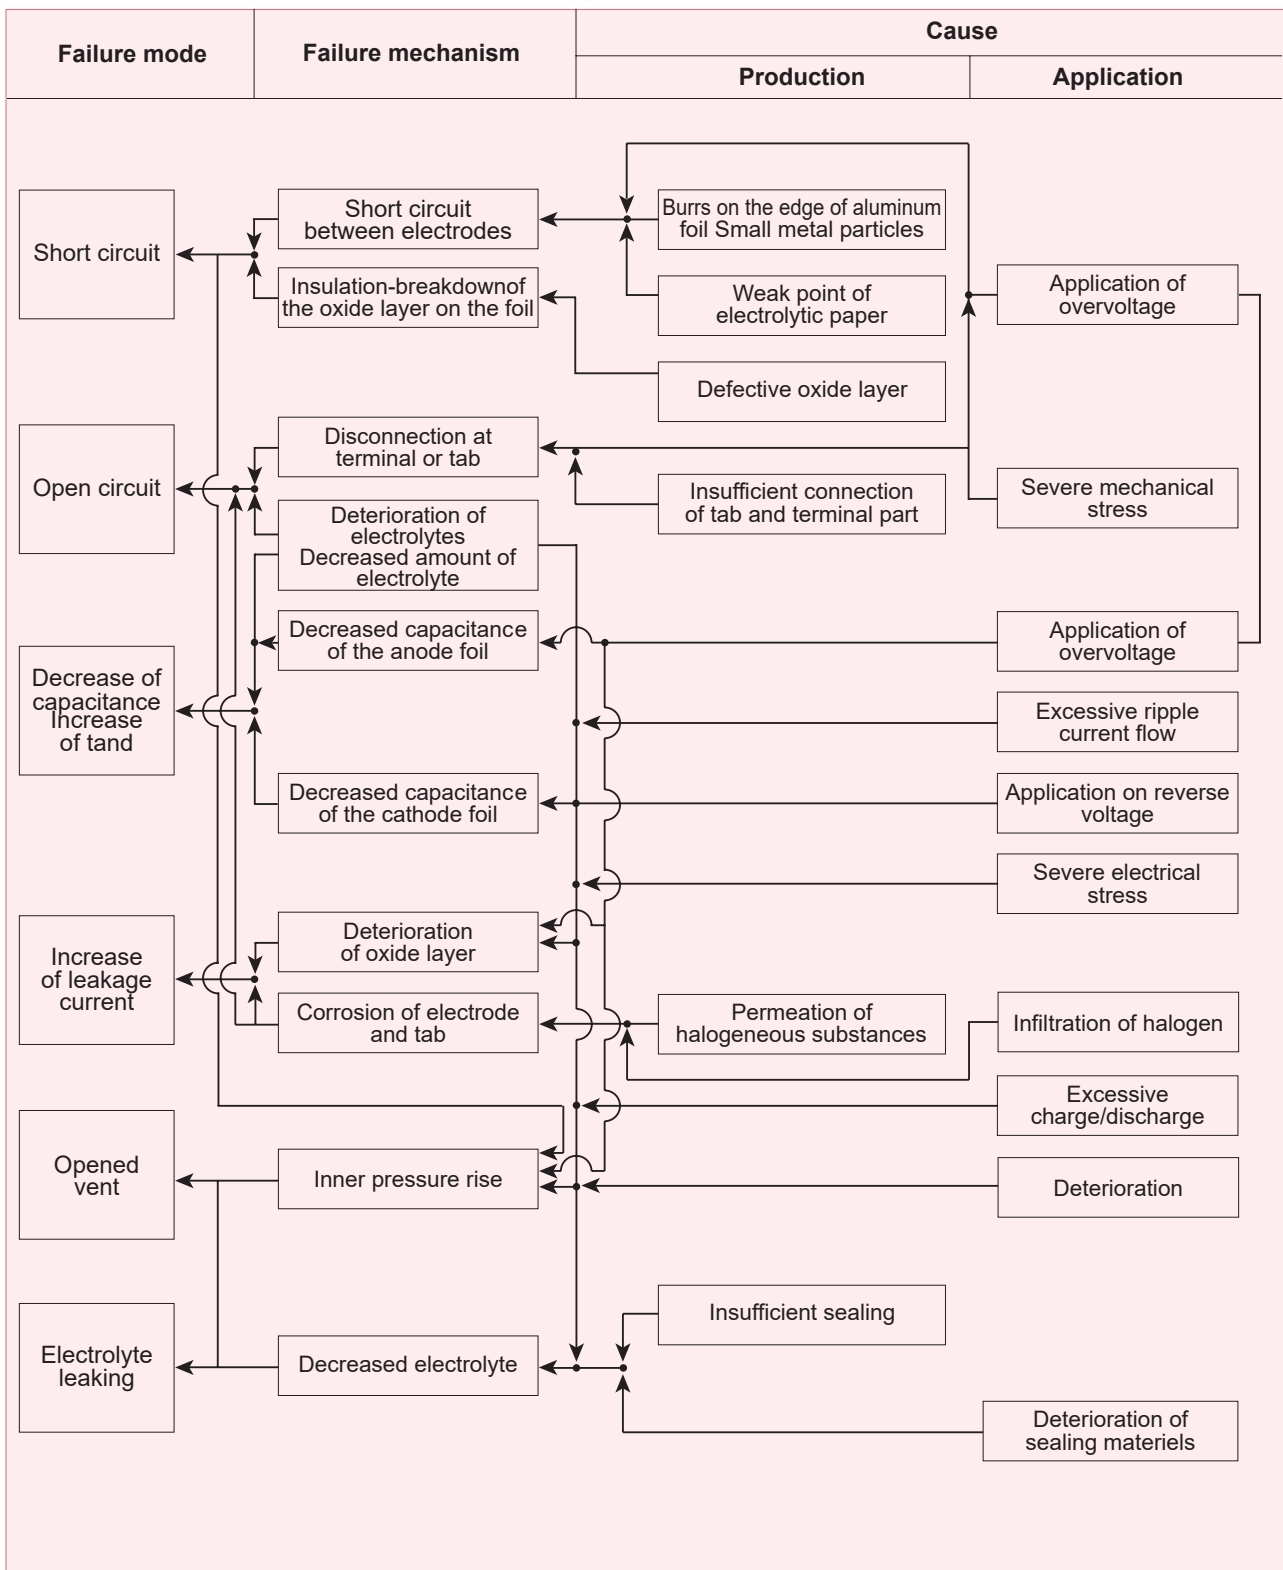 Failure mode
Failure mechanism
Cause
Production
Application
Short circuit
Short circuit
between electrodes
Burrs on the edge of aluminum
foil Small metal particles
Insulation-breakdownof
the oxide layer on the foil
Weak point of
electrolytic paper
Application of
overvoltage
Defective oxide layer
Open circuit
Disconnection at
terminal or tab
Insufficient connection
of tab and terminal part
Severe mechanical
stress
Deterioration of
electrolytes
Decreased amount of
electrolyte
Decrease of
capacitance
Increase
of tand
Decreased capacitance
of the anode foil
Application of
overvoltage
Excessive ripple
current flow
Decreased capacitance
of the cathode foil
Application on reverse
voltage
Severe electrical
stress
Increase
of leakage
current
Deterioration
of oxide layer
Corrosion of electrode
and tab
Permeation of
halogeneous substances
Infiltration of halogen
Excessive
charge/discharge
Opened
vent
Inner pressure rise
Deterioration
Insufficient sealing
Electrolyte
leaking
Decreased electrolyte
Deterioration of
sealing materiels